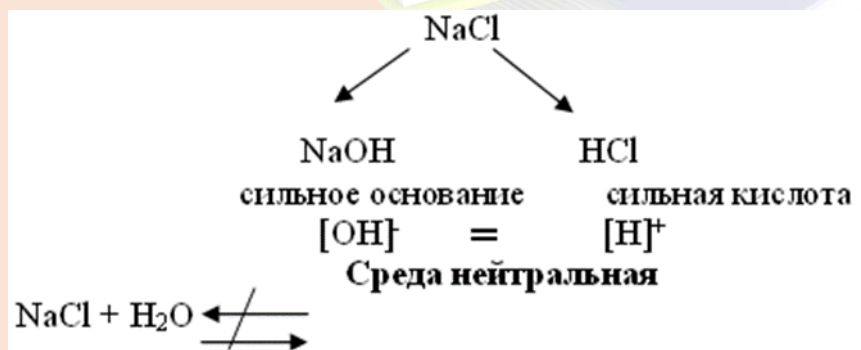 NaCl
NaOH HCl
сильное основание сильная кислота
[OH]⁻ = [H]⁺
Среда нейтральная
NaCl + H₂O